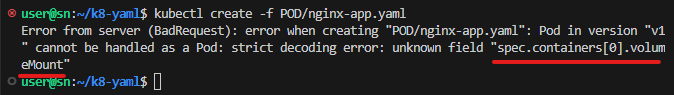 user@sn:~/k8-yaml$ kubectl create -f POD/nginx-app.yaml
Error from server (BadRequest): error when creating "POD/nginx-app.yaml": Pod in version "v1
" cannot be handled as a Pod: strict decoding error: unknown field "spec.containers[0].volum
eMount"
user@sn:~/k8-yaml$